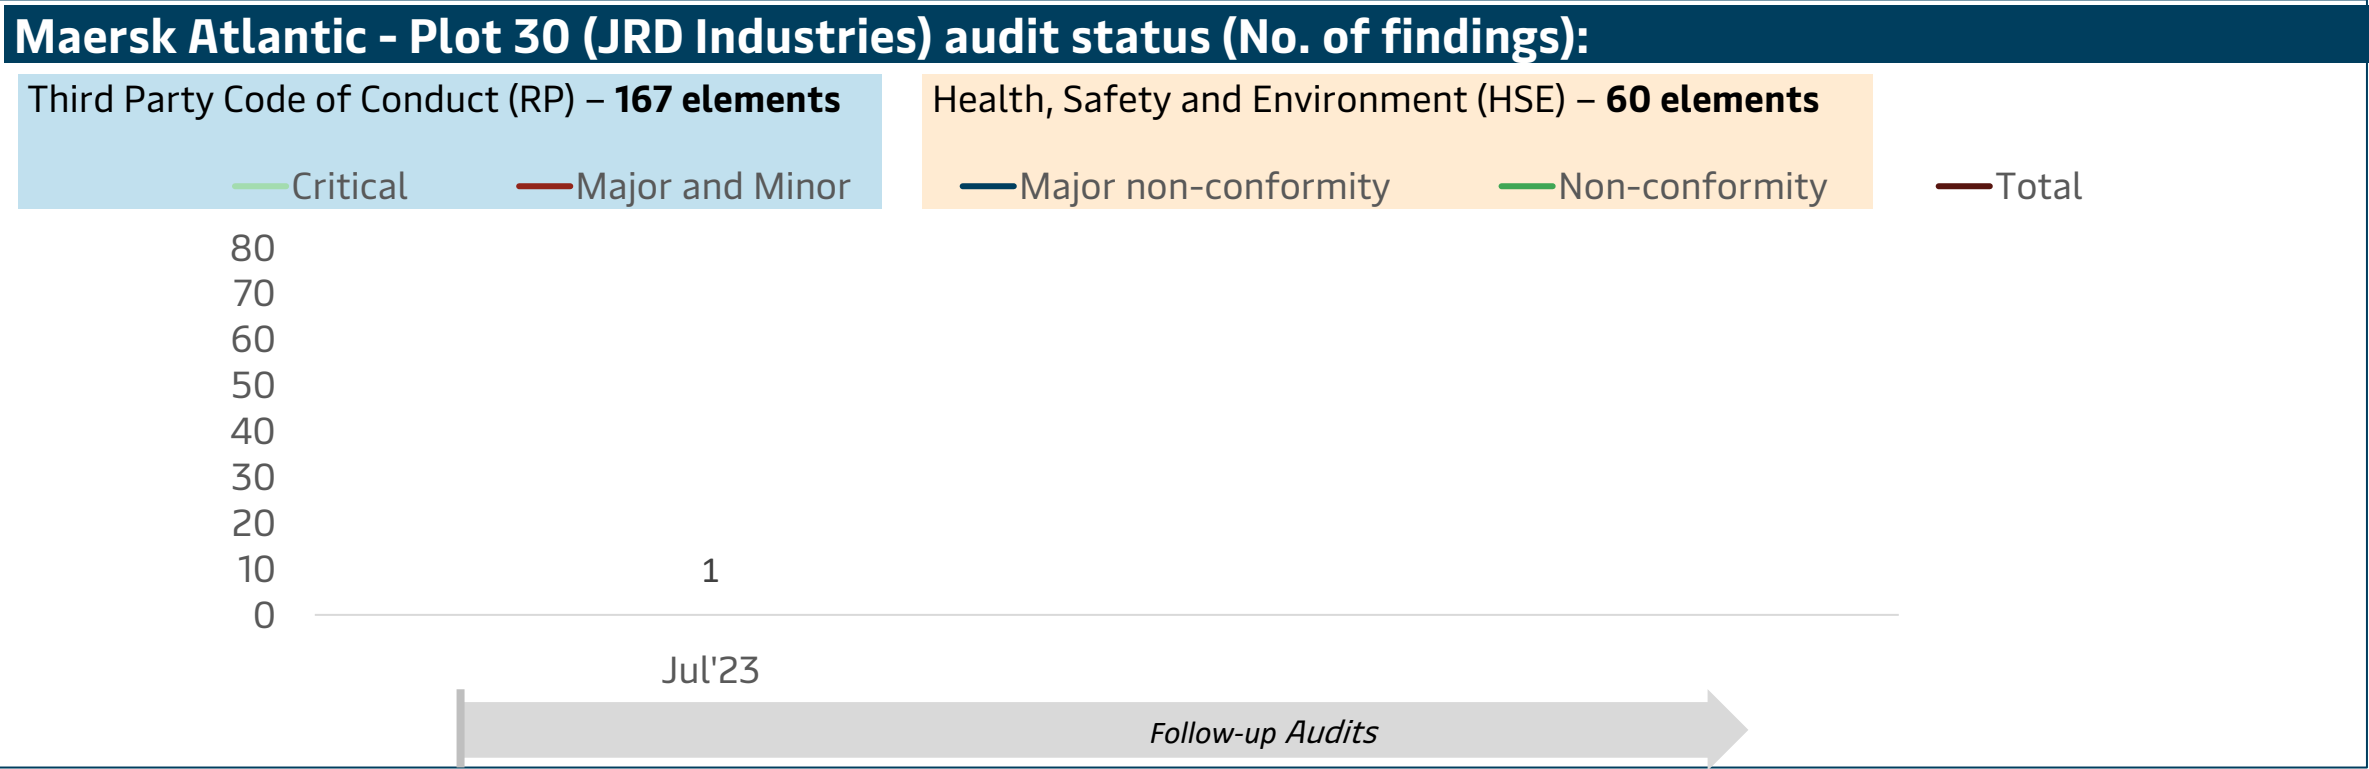 Maersk Atlantic - Plot 30 (JRD Industries) audit status (No. of findings):
Third Party Code of Conduct (RP) – 167 elements
Health, Safety and Environment (HSE) – 60 elements
Critical
Major and Minor
Major non-conformity
Non-conformity
Total
80
70
60
50
40
30
20
10
0
1
Jul'23
Follow-up Audits